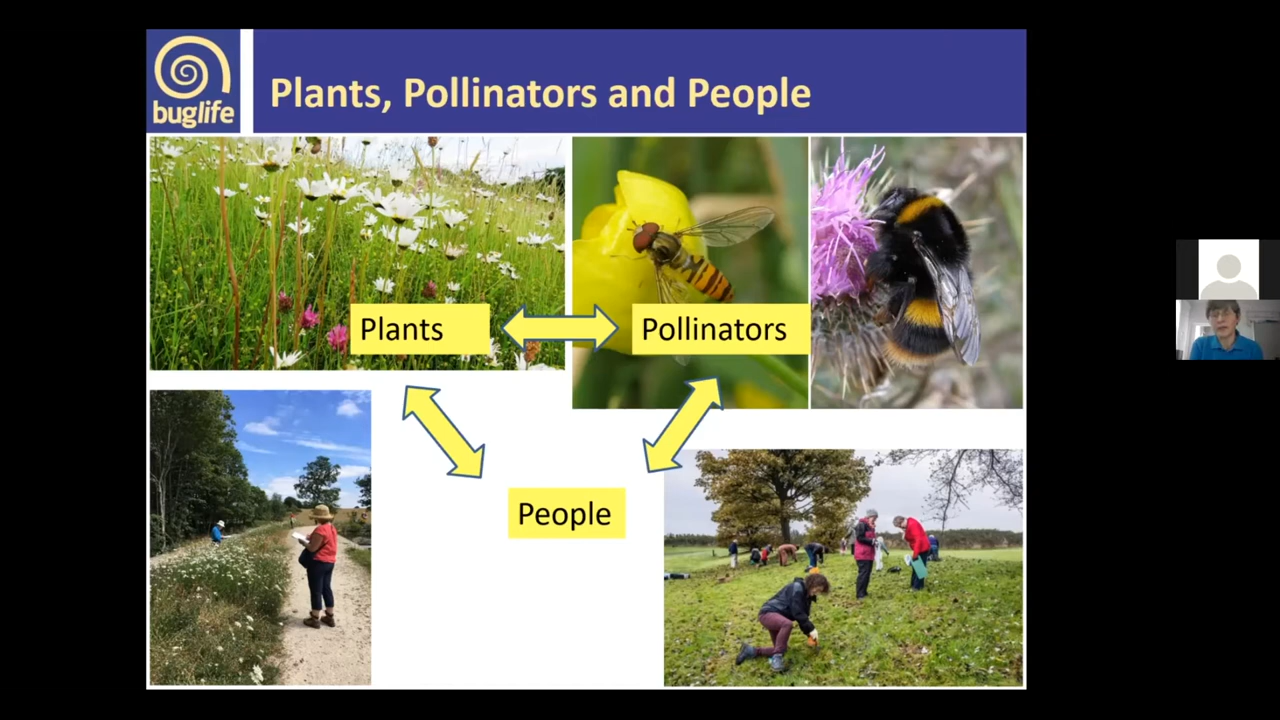 buglife
Plants, Pollinators and People
Plants
Pollinators
People